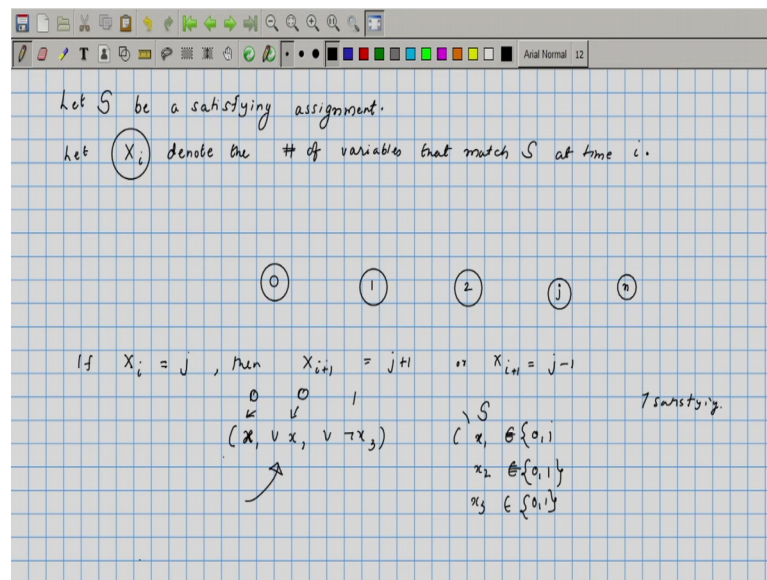 Arial Normal 12
Let S be a satisfying assignment.
Let X_i denote the # of variables that match S at time i.
0 1 2 j n
If X_i = j , then X_{i+1} = j+1 or X_{i+1} = j-1
0 0 1
7 satisfyiy.
S
(x_1 ∨ x_2 ∨ ¬x_3)
( x_1 ∈ {0,1
x_2 ∈ {0,1}
x_3 ∈ {0,1}